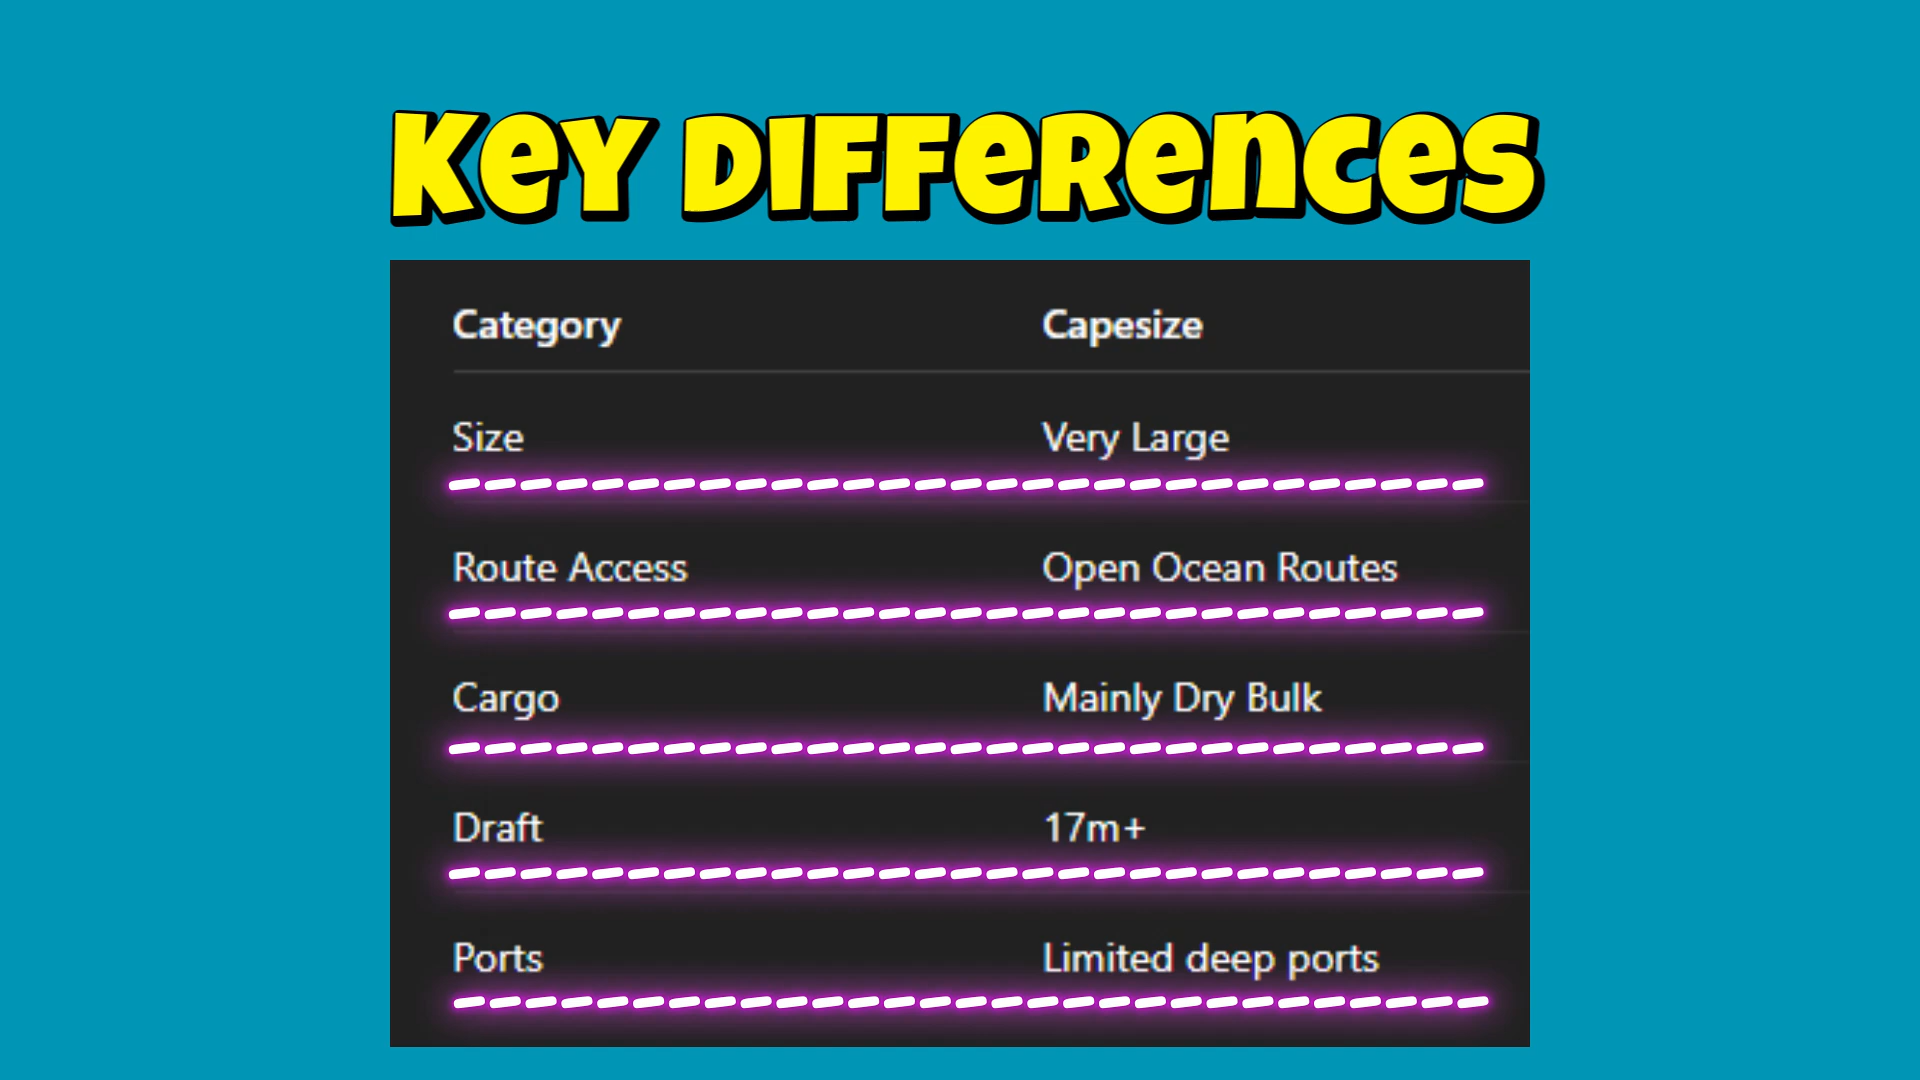 Key Differences
Category Capesize
Size Very Large
Route Access Open Ocean Routes
Cargo Mainly Dry Bulk
Draft 17m+
Ports Limited deep ports